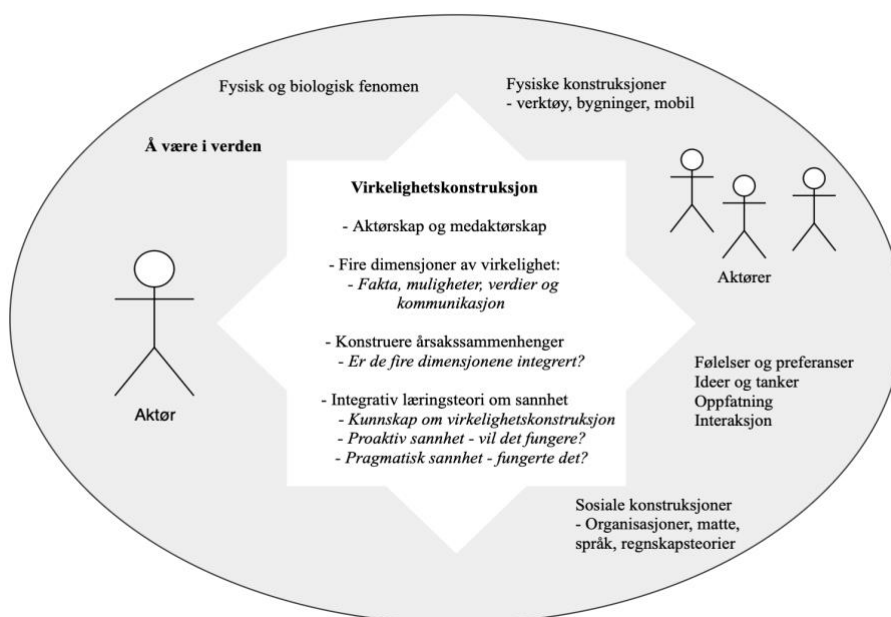 Fysisk og biologisk fenomen
Fysiske konstruksjoner
- verktøy, bygninger, mobil
Å være i verden
Virkelighetskonstruksjon
- Aktørskap og medaktørskap
- Fire dimensjoner av virkelighet:
- Fakta, muligheter, verdier og
kommunikasjon
- Konstruere årsakssammenhenger
- Er de fire dimensjonene integrert?
- Integrativ læringsteori om sannhet
- Kunnskap om virkelighetskonstruksjon
- Proaktiv sannhet - vil det fungere?
- Pragmatisk sannhet - fungerte det?
Aktør
Aktører
Følelser og preferanser
Ideer og tanker
Oppfatning
Interaksjon
Sosiale konstruksjoner
- Organisasjoner, matte,
språk, regnskapsteorier